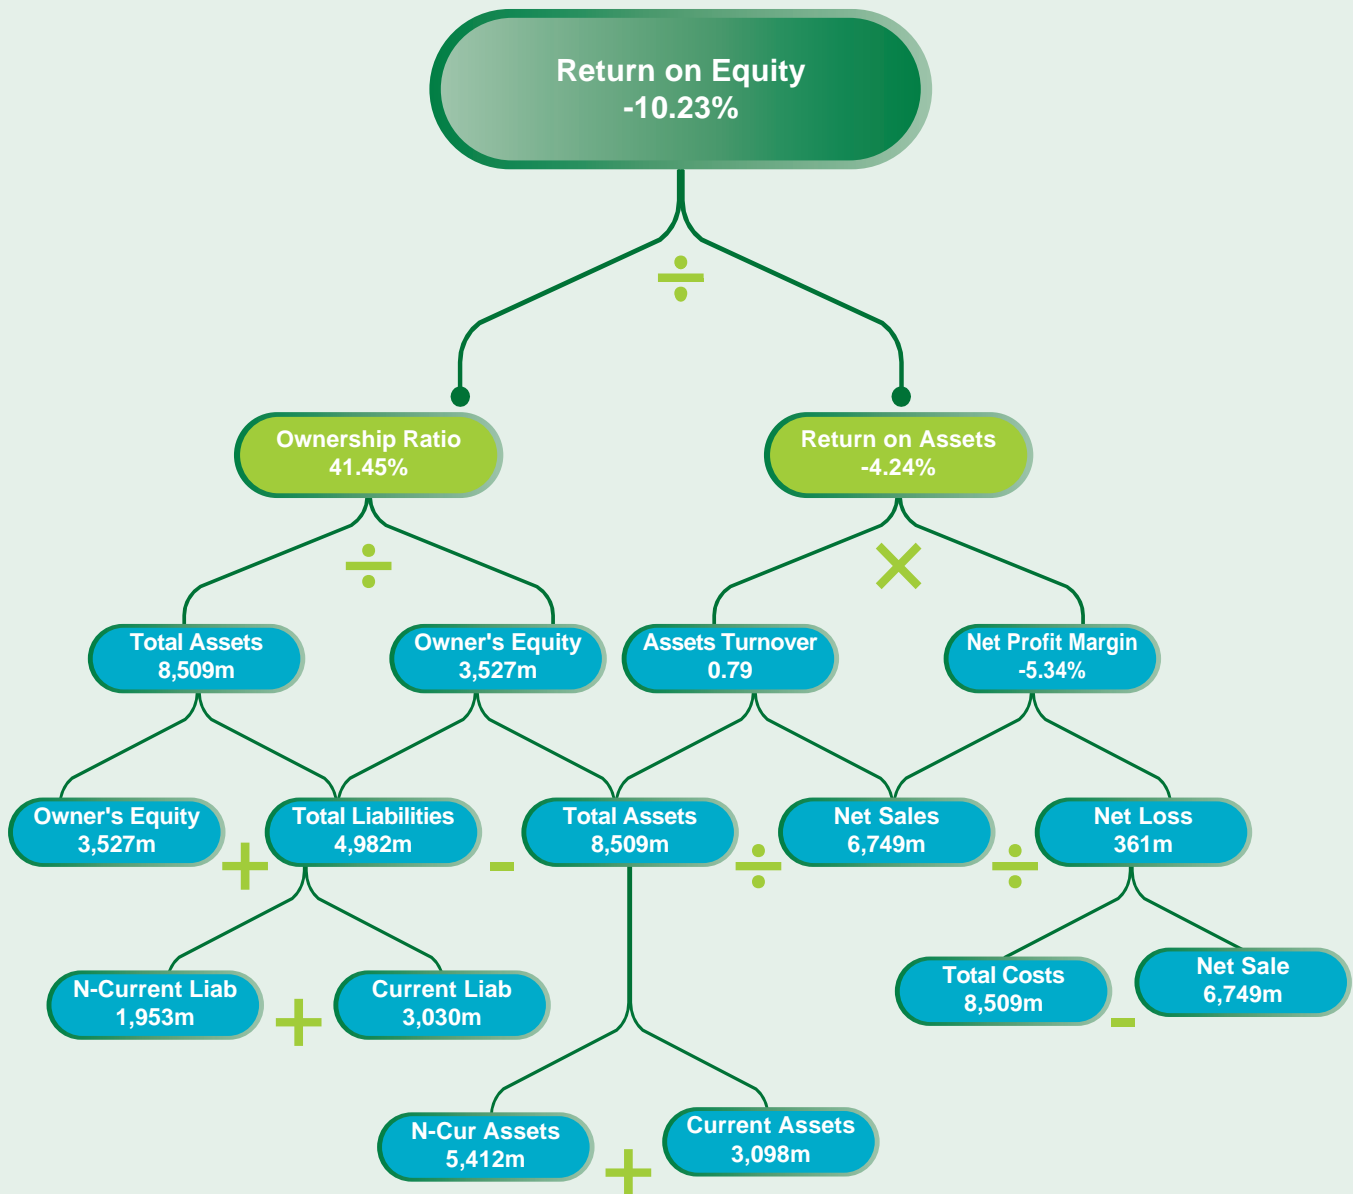 Return on Equity
-10.23%
÷
Ownership Ratio
41.45%
Return on Assets
-4.24%
÷
×
Total Assets
8,509m
Owner's Equity
3,527m
Assets Turnover
0.79
Net Profit Margin
-5.34%
Owner's Equity
3,527m
+
Total Liabilities
4,982m
-
Total Assets
8,509m
÷
Net Sales
6,749m
÷
Net Loss
361m
N-Current Liab
1,953m
+
Current Liab
3,030m
Total Costs
8,509m
-
Net Sale
6,749m
N-Cur Assets
5,412m
+
Current Assets
3,098m